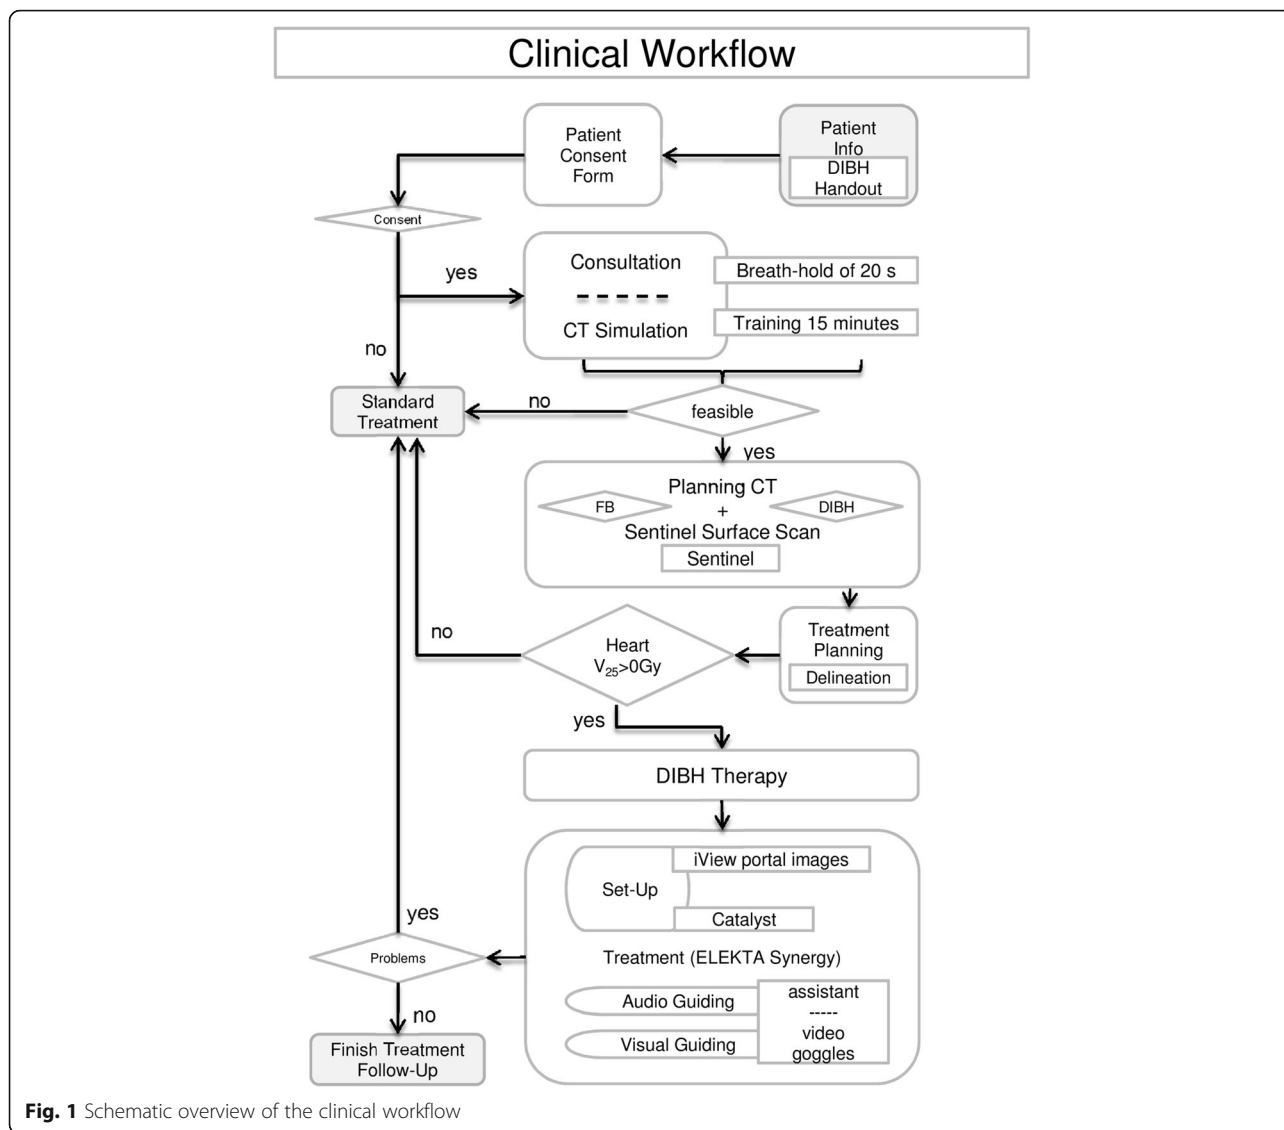 Clinical Workflow
Patient
Consent
Form
Patient
Info
DIBH
Handout
Consent
yes
no
Consultation
CT Simulation
Breath-hold of 20 s
Training 15 minutes
Standard
Treatment
no
feasible
yes
Planning CT
FB
+
DIBH
Sentinel Surface Scan
Sentinel
Treatment
Planning
Delineation
no
Heart
V25>0Gy
yes
DIBH Therapy
iView portal images
Set-Up
Catalyst
yes
Problems
Treatment (ELEKTA Synergy)
Audio Guiding
Visual Guiding
assistant
-----
video
goggles
no
Finish Treatment
Follow-Up
Fig. 1 Schematic overview of the clinical workflow